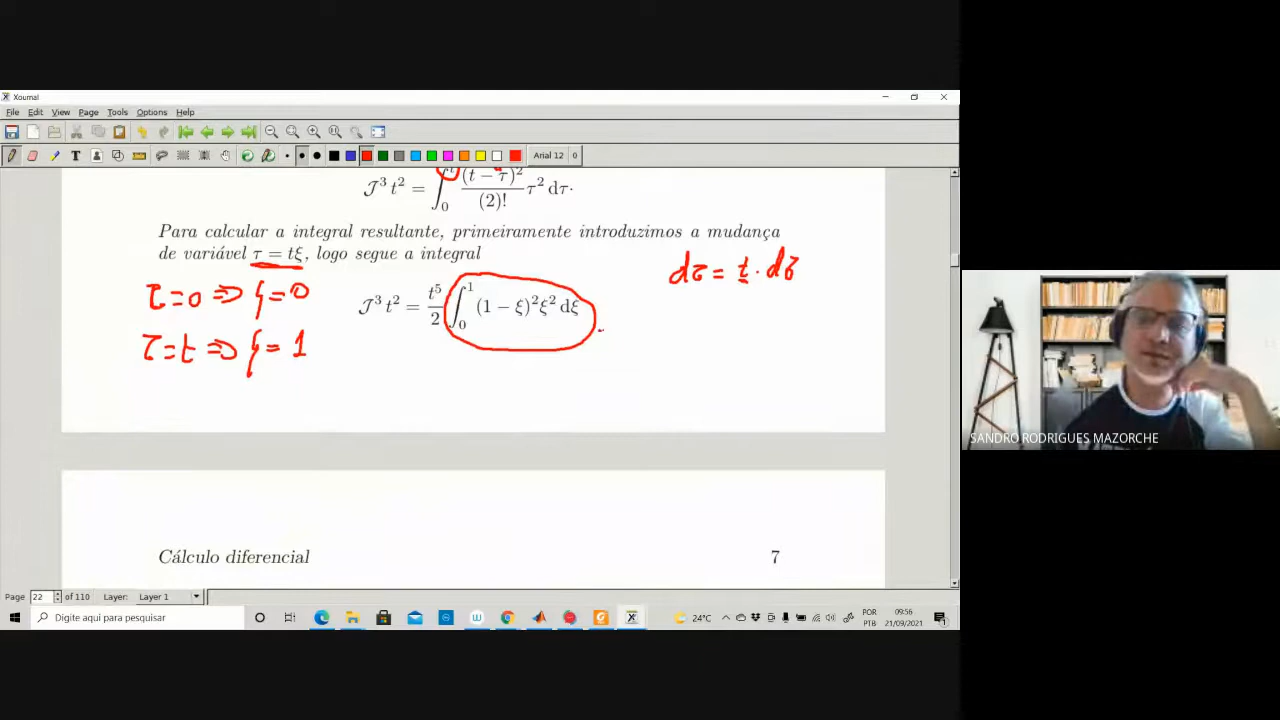 Xournal
File Edit View Page Tools Options Help
Arial 12 0
J³ t² = ∫₀ᵗ (t − τ)² / (2)! τ² dτ·
Para calcular a integral resultante, primeiramente introduzimos a mudança
de variável τ = tξ, logo segue a integral
dτ = t · dξ
τ=0 ⇒ ξ=0
J³ t² = t⁵/2 ∫₀¹ (1 − ξ)² ξ² dξ
τ=t ⇒ ξ=1
SANDRO RODRIGUES MAZORCHE
Cálculo diferencial 7
Page 22 of 110 Layer: Layer 1
Digite aqui para pesquisar
24°C
POR
PTB
09:56
21/09/2021